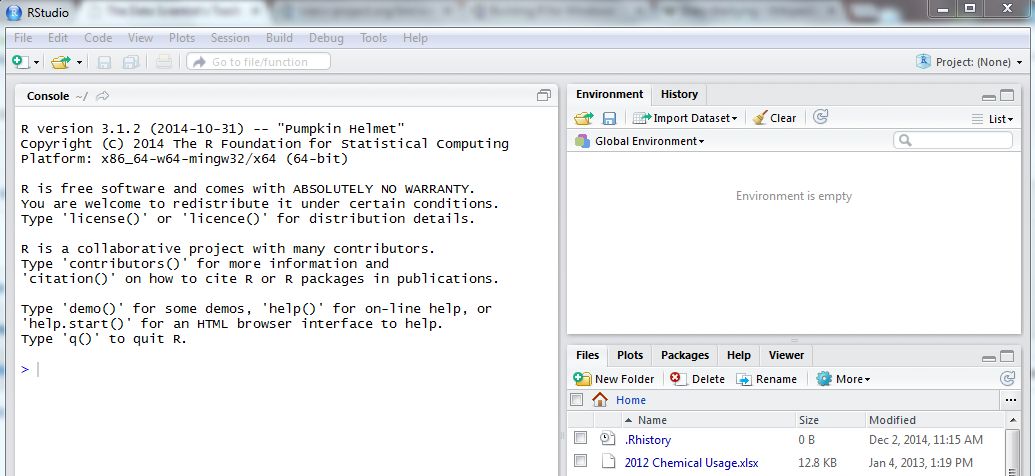 RStudio
File Edit Code View Plots Session Build Debug Tools Help
Go to file/function
Project: (None)
Console ~/
R version 3.1.2 (2014-10-31) -- "Pumpkin Helmet"
Copyright (C) 2014 The R Foundation for Statistical Computing
Platform: x86_64-w64-mingw32/x64 (64-bit)
R is free software and comes with ABSOLUTELY NO WARRANTY.
You are welcome to redistribute it under certain conditions.
Type 'license()' or 'licence()' for distribution details.
R is a collaborative project with many contributors.
Type 'contributors()' for more information and
'citation()' on how to cite R or R packages in publications.
Type 'demo()' for some demos, 'help()' for on-line help, or
'help.start()' for an HTML browser interface to help.
Type 'q()' to quit R.
>
Environment History
Import Dataset Clear List
Global Environment
Environment is empty
Files Plots Packages Help Viewer
New Folder Delete Rename More
Home ...
Name Size Modified
.Rhistory 0 B Dec 2, 2014, 11:15 AM
2012 Chemical Usage.xlsx 12.8 KB Jan 4, 2013, 1:19 PM